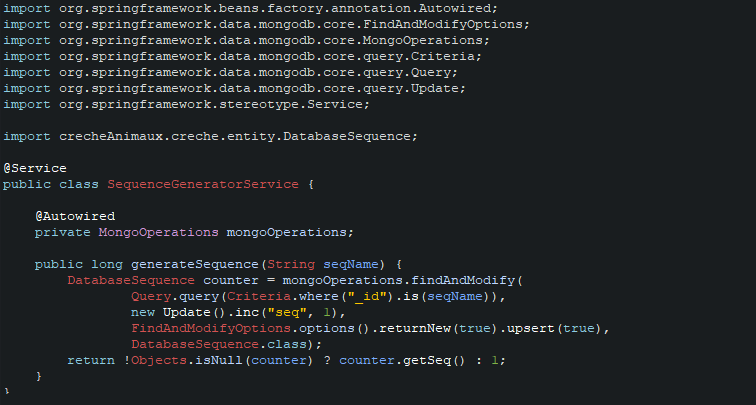 import org.springframework.beans.factory.annotation.Autowired;
import org.springframework.data.mongodb.core.FindAndModifyOptions;
import org.springframework.data.mongodb.core.MongoOperations;
import org.springframework.data.mongodb.core.query.Criteria;
import org.springframework.data.mongodb.core.query.Query;
import org.springframework.data.mongodb.core.query.Update;
import org.springframework.stereotype.Service;

import crecheAnimaux.creche.entity.DatabaseSequence;

@Service
public class SequenceGeneratorService {

    @Autowired
    private MongoOperations mongoOperations;

    public long generateSequence(String seqName) {
        DatabaseSequence counter = mongoOperations.findAndModify(
                Query.query(Criteria.where("_id").is(seqName)),
                new Update().inc("seq", 1),
                FindAndModifyOptions.options().returnNew(true).upsert(true),
                DatabaseSequence.class);
        return !Objects.isNull(counter) ? counter.getSeq() : 1;
    }
}